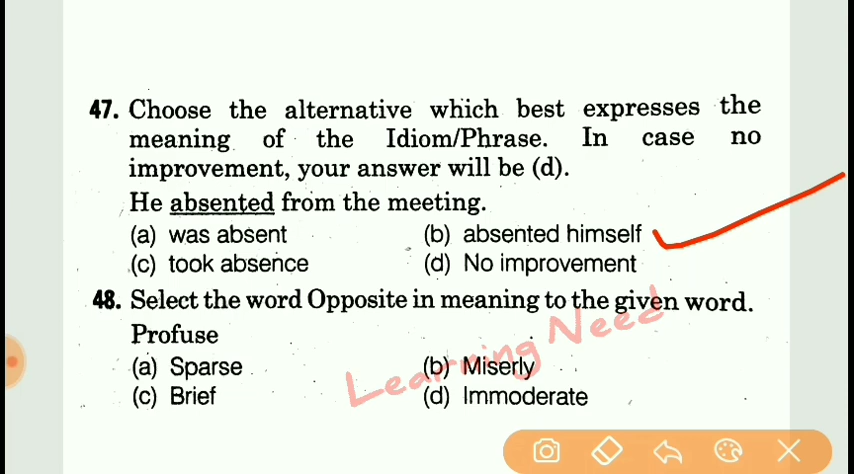 47. Choose the alternative which best expresses the
meaning of the Idiom/Phrase. In case no
improvement, your answer will be (d).
He absented from the meeting.
(a) was absent (b) absented himself
(c) took absence (d) No improvement
48. Select the word Opposite in meaning to the given word.
Profuse
(a) Sparse (b) Miserly
(c) Brief (d) Immoderate
Learning Need